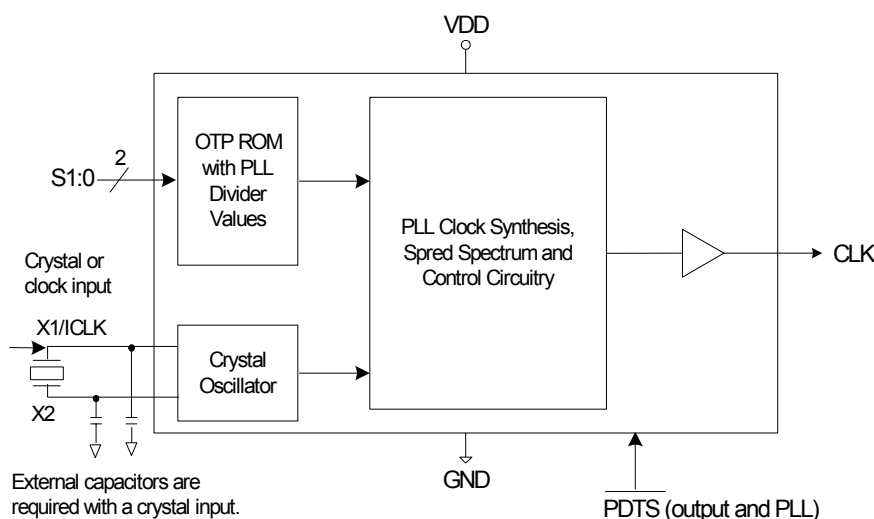 VDD
OTP ROM
with PLL
Divider
Values
2
S1:0
PLL Clock Synthesis,
Spred Spectrum and
Control Circuitry
CLK
Crystal or
clock input
X1/ICLK
Crystal
Oscillator
X2
External capacitors are
required with a crystal input.
GND
PDTS (output and PLL)